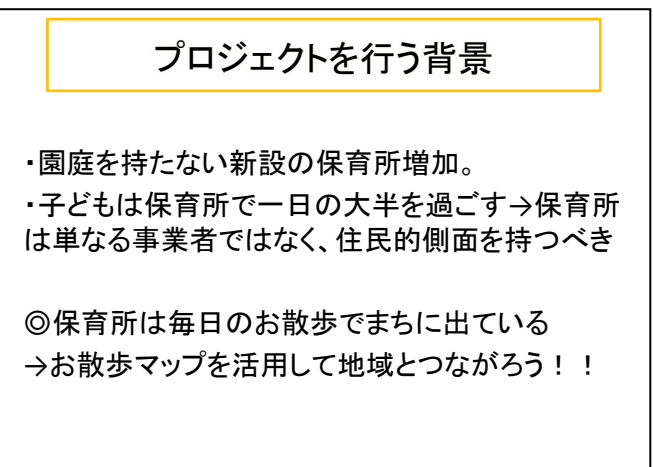 プロジェクトを行う背景
・園庭を持たない新設の保育所増加。
・子どもは保育所で一日の大半を過ごす→保育所
は単なる事業者ではなく、住民的側面を持つべき
◎保育所は毎日のお散歩でまちに出ている
→お散歩マップを活用して地域とつながろう！！